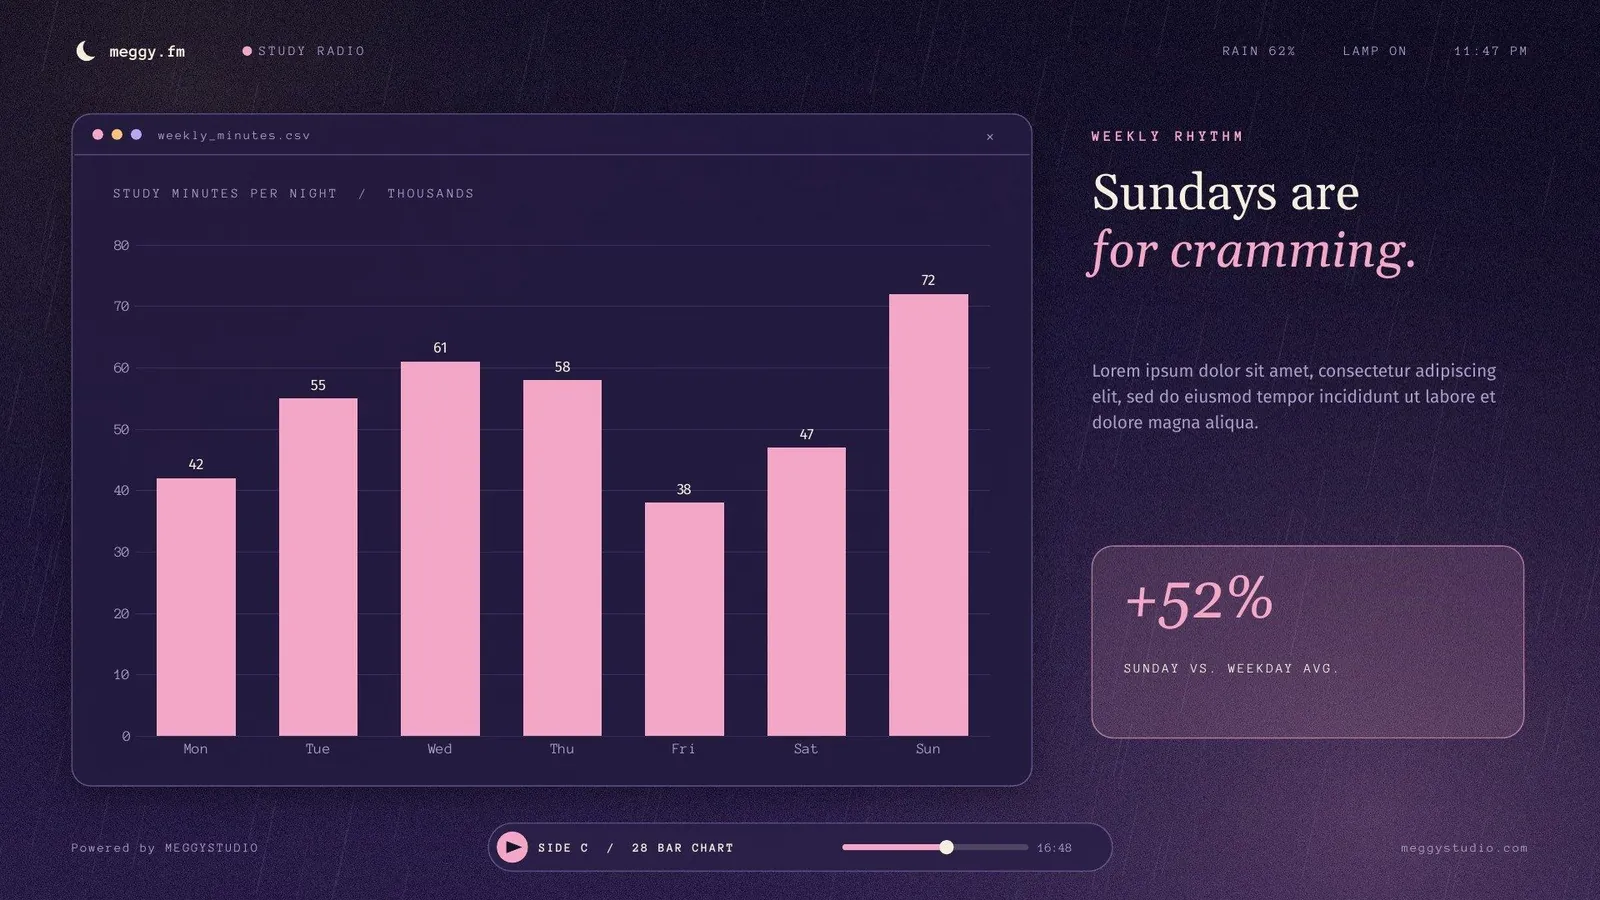 meggy.fm
STUDY RADIO
RAIN 62%
LAMP ON
11:47 PM
weekly_minutes.csv
×
STUDY MINUTES PER NIGHT / THOUSANDS
80
70
60
50
40
30
20
10
0
42
55
61
58
38
47
72
Mon
Tue
Wed
Thu
Fri
Sat
Sun
WEEKLY RHYTHM
Sundays are
for cramming.
Lorem ipsum dolor sit amet, consectetur adipiscing
elit, sed do eiusmod tempor incididunt ut labore et
dolore magna aliqua.
+52%
SUNDAY VS. WEEKDAY AVG.
Powered by MEGGYSTUDIO
SIDE C / 28 BAR CHART
16:48
meggystudio.com